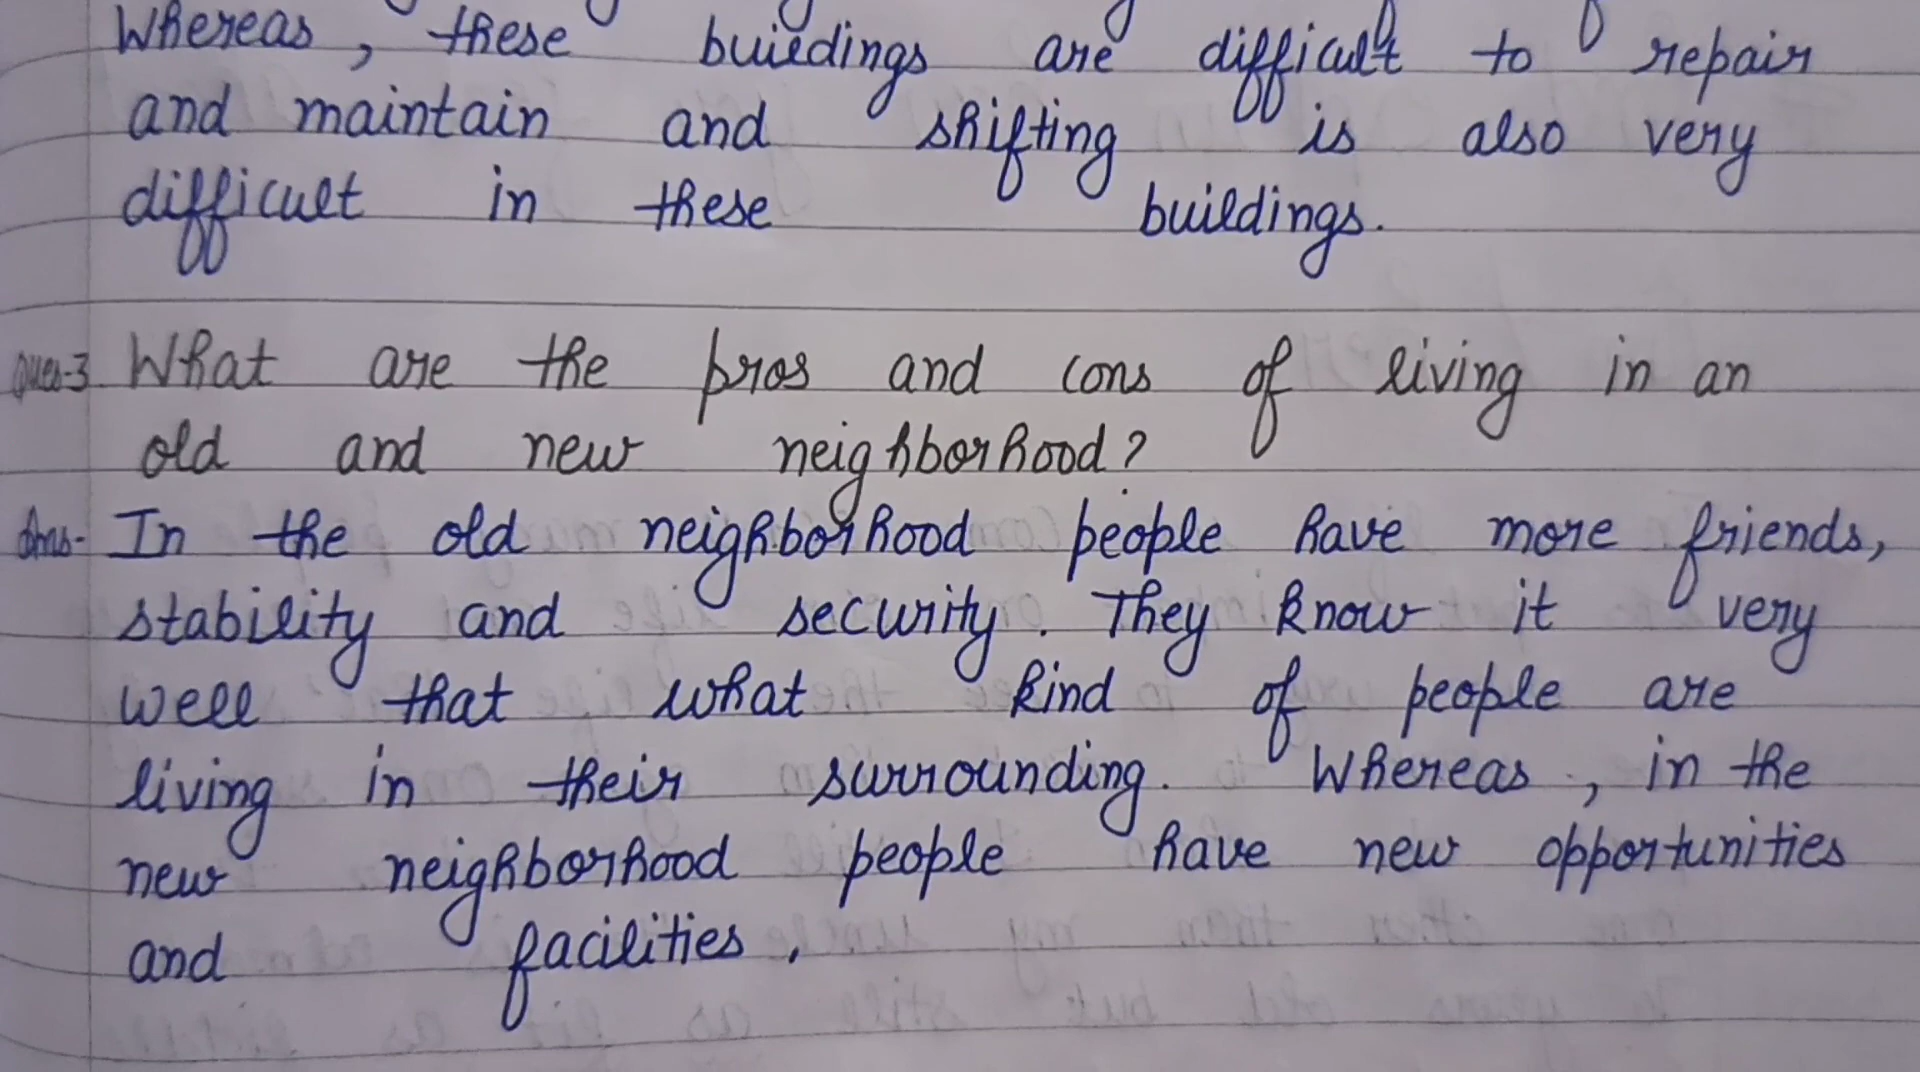 Whereas, these buildings are difficult to repair
and maintain and shifting is also very
difficult in these buildings.
Ques-3 What are the pros and cons of living in an
old and new neighborhood?
Ans- In the old neighborhood people have more friends,
stability and security. They know it very
well that what kind of people are
living in their surrounding. Whereas, in the
new neighborhood people have new opportunities
and facilities,